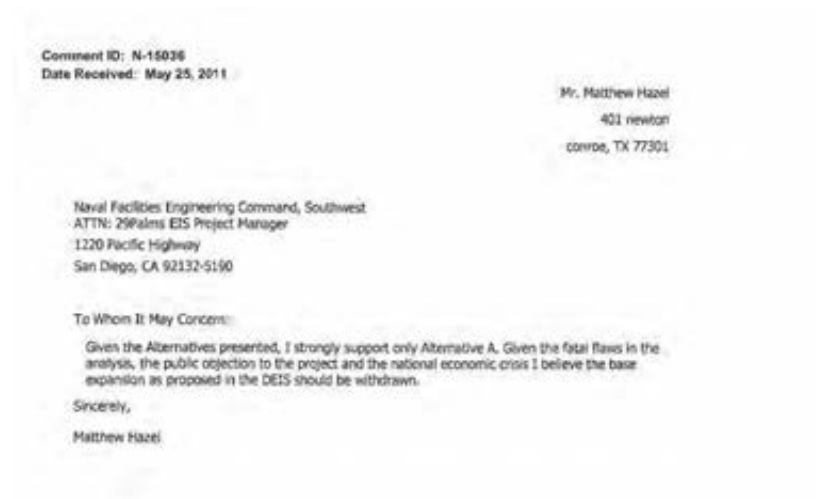 Comment ID: N-15036
Date Received: May 25, 2011
Mr. Matthew Hazel
401 newton
conroe, TX 77301
Naval Facilities Engineering Command, Southwest
ATTN: 29Palms EIS Project Manager
1220 Pacific Highway
San Diego, CA 92132-5190
To Whom It May Concern:
Given the Alternatives presented, I strongly support only Alternative A. Given the fatal flaws in the
analysis, the public objection to the project and the national economic crisis I believe the base
expansion as proposed in the DEIS should be withdrawn.
Sincerely,
Matthew Hazel